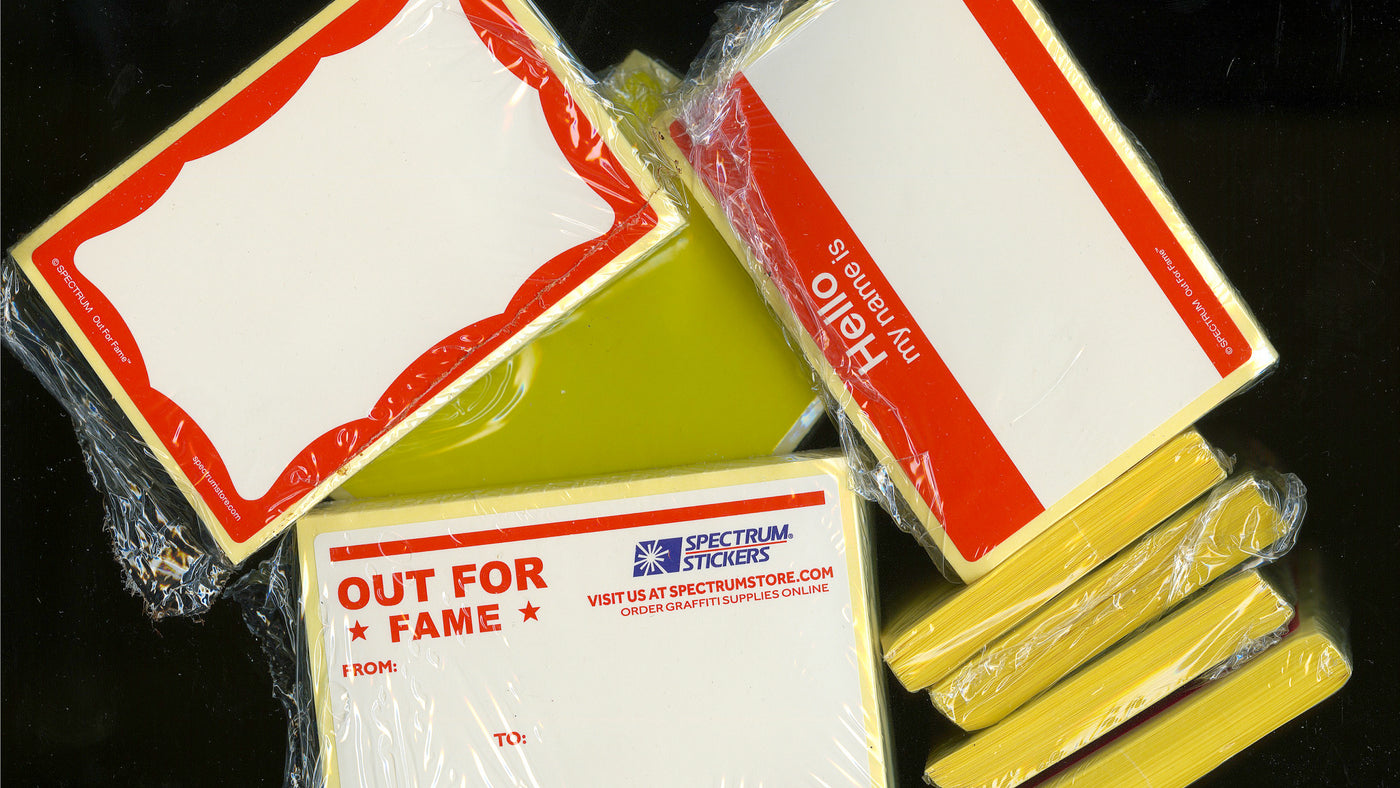 © SPECTRUM Out For Fame™
spectrumstore.com
Hello
my name is
© SPECTRUM Out For Fame™
OUT FOR
★ FAME ★
SPECTRUM®
STICKERS
VISIT US AT SPECTRUMSTORE.COM
ORDER GRAFFITI SUPPLIES ONLINE
FROM:
TO: